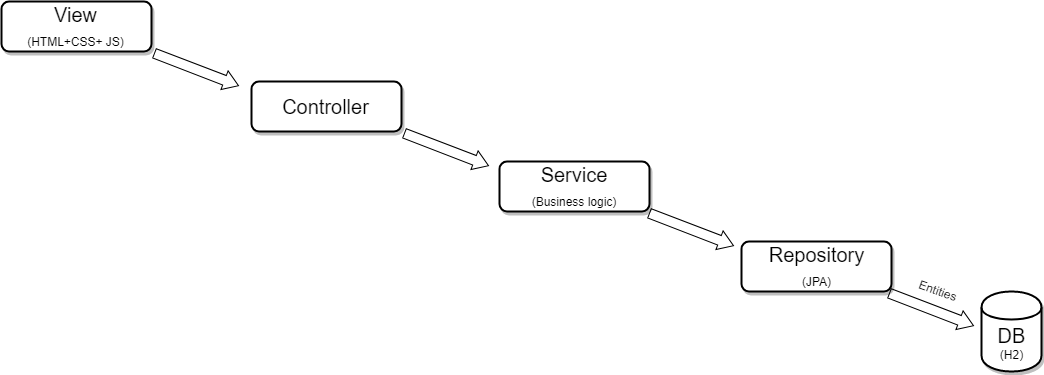 View
(HTML+CSS+ JS)
Controller
Service
(Business logic)
Repository
(JPA)
Entities
DB
(H2)